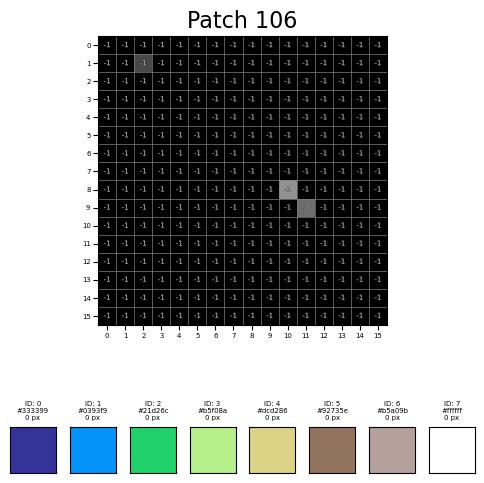 Patch 106
0 -1 -1 -1 -1 -1 -1 -1 -1 -1 -1 -1 -1 -1 -1 -1 -1
1 -1 -1 -1 -1 -1 -1 -1 -1 -1 -1 -1 -1 -1 -1 -1 -1
2 -1 -1 -1 -1 -1 -1 -1 -1 -1 -1 -1 -1 -1 -1 -1 -1
3 -1 -1 -1 -1 -1 -1 -1 -1 -1 -1 -1 -1 -1 -1 -1 -1
4 -1 -1 -1 -1 -1 -1 -1 -1 -1 -1 -1 -1 -1 -1 -1 -1
5 -1 -1 -1 -1 -1 -1 -1 -1 -1 -1 -1 -1 -1 -1 -1 -1
6 -1 -1 -1 -1 -1 -1 -1 -1 -1 -1 -1 -1 -1 -1 -1 -1
7 -1 -1 -1 -1 -1 -1 -1 -1 -1 -1 -1 -1 -1 -1 -1 -1
8 -1 -1 -1 -1 -1 -1 -1 -1 -1 -1 -1 -1 -1 -1 -1 -1
9 -1 -1 -1 -1 -1 -1 -1 -1 -1 -1 -1 -1 -1 -1 -1
10 -1 -1 -1 -1 -1 -1 -1 -1 -1 -1 -1 -1 -1 -1 -1 -1
11 -1 -1 -1 -1 -1 -1 -1 -1 -1 -1 -1 -1 -1 -1 -1 -1
12 -1 -1 -1 -1 -1 -1 -1 -1 -1 -1 -1 -1 -1 -1 -1 -1
13 -1 -1 -1 -1 -1 -1 -1 -1 -1 -1 -1 -1 -1 -1 -1 -1
14 -1 -1 -1 -1 -1 -1 -1 -1 -1 -1 -1 -1 -1 -1 -1 -1
15 -1 -1 -1 -1 -1 -1 -1 -1 -1 -1 -1 -1 -1 -1 -1 -1
0 1 2 3 4 5 6 7 8 9 10 11 12 13 14 15
ID: 0 ID: 1 ID: 2 ID: 3 ID: 4 ID: 5 ID: 6 ID: 7
#333399 #0393f9 #21d26c #b5f08a #dcd286 #92735e #b5a09b #ffffff
0 px 0 px 0 px 0 px 0 px 0 px 0 px 0 px